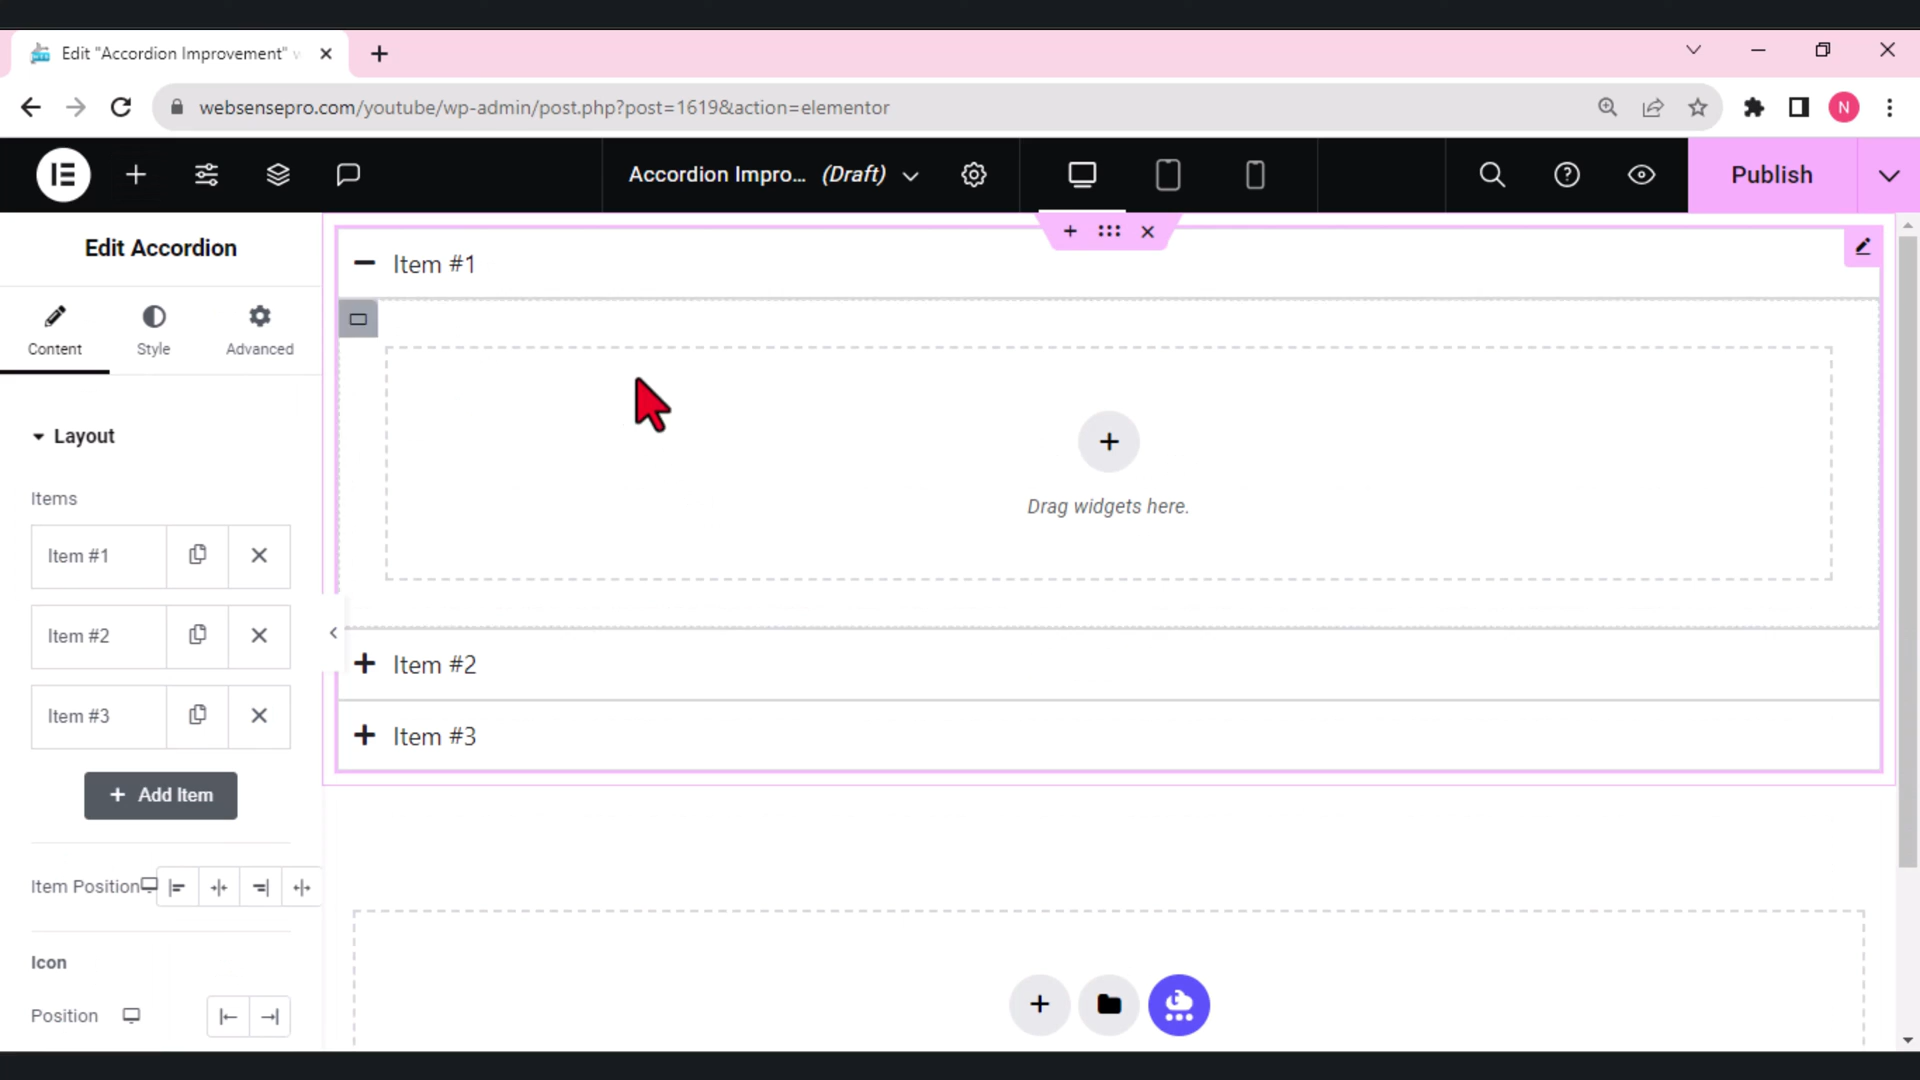 Edit "Accordion Improvement"
websensepro.com/youtube/wp-admin/post.php?post=1619&action=elementor
N
Accordion Impro... (Draft)
Publish
Edit Accordion
Content
Style
Advanced
Layout
Items
Item #1
Item #2
Item #3
+ Add Item
Item Position
Icon
Position
Item #1
Drag widgets here.
Item #2
Item #3